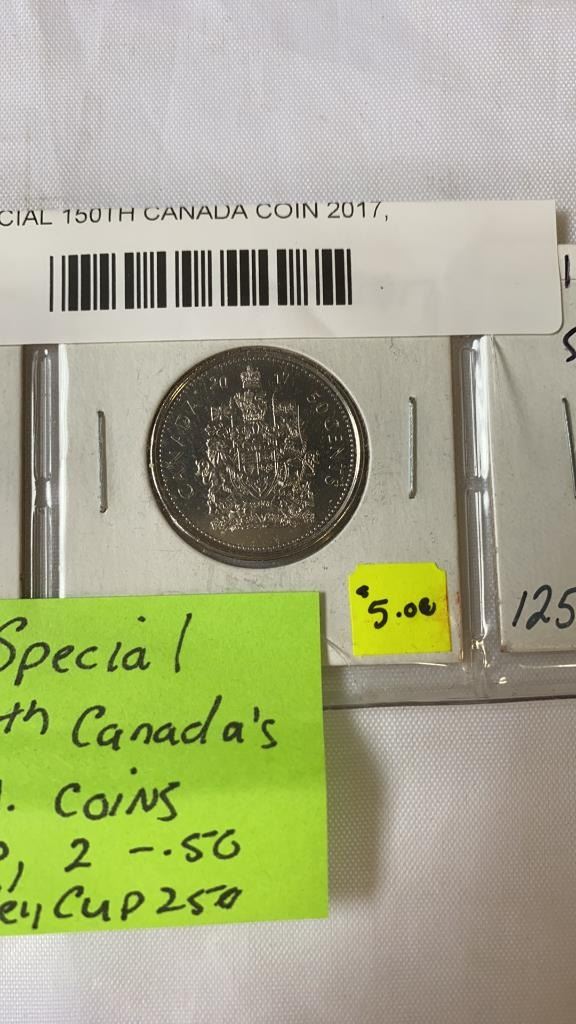 CIAL 150TH CANADA COIN 2017,
20 17
CANADA 50 CENTS
$5.00
125
Special
th Canada's
. COINS
, 2 -.50
ey Cup 250